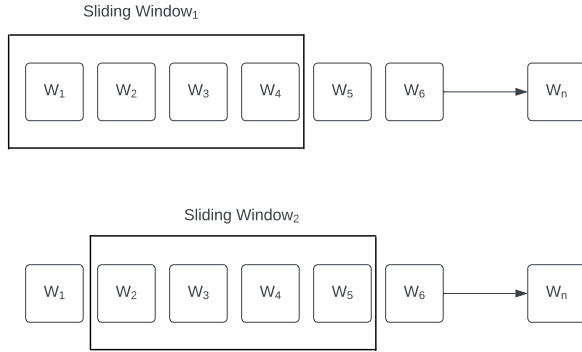 Sliding Window₁
W₁ W₂ W₃ W₄ W₅ W₆ Wₙ
Sliding Window₂
W₁ W₂ W₃ W₄ W₅ W₆ Wₙ